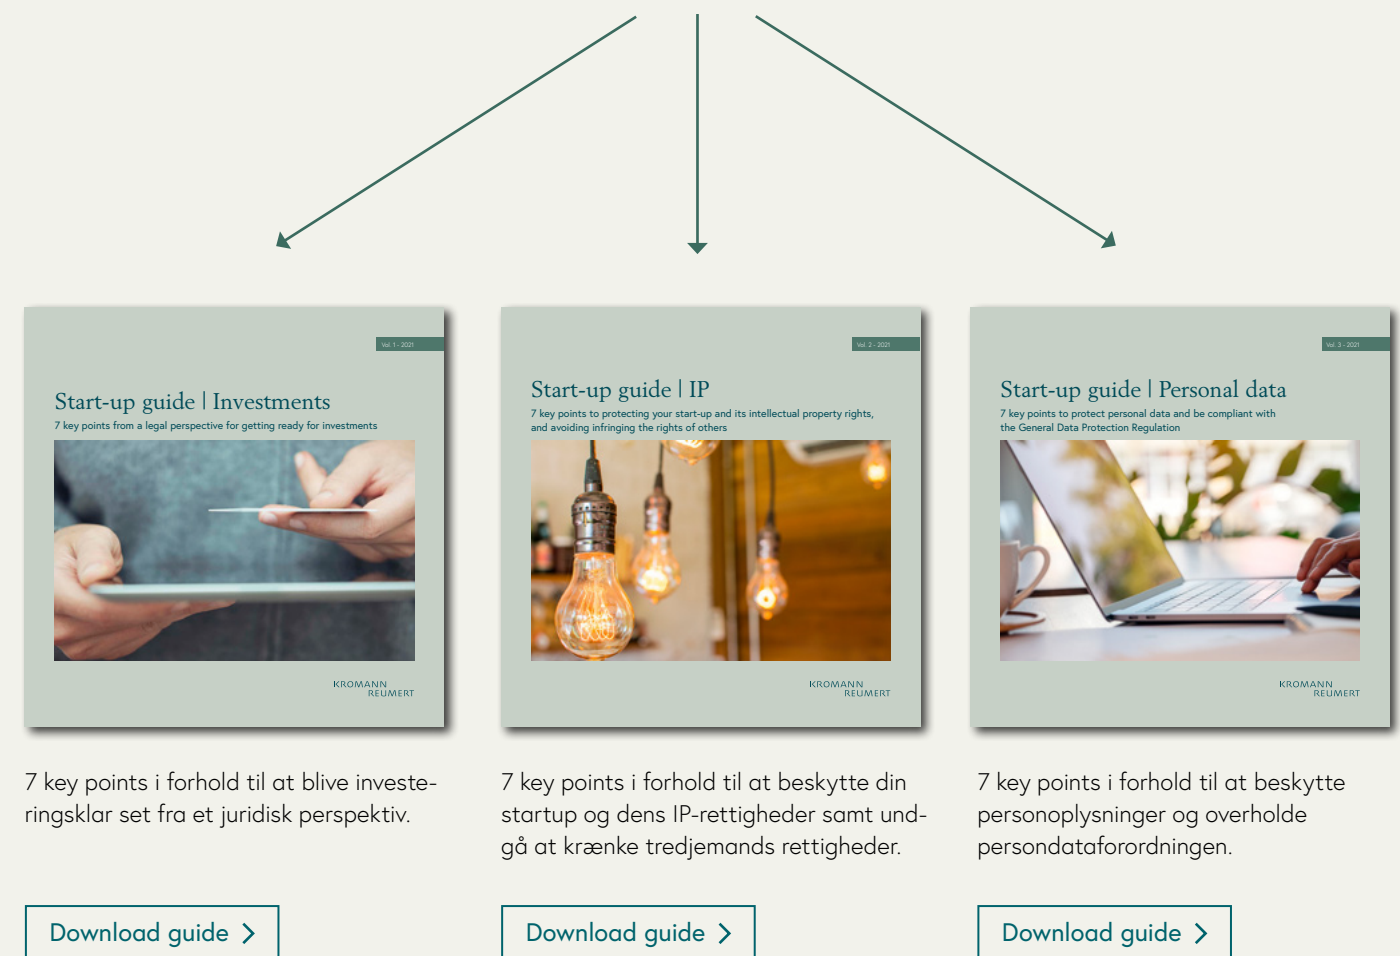 Vol. 1 - 2021
Start-up guide | Investments
7 key points from a legal perspective for getting ready for investments
KROMANN
REUMERT
7 key points i forhold til at blive investe-
ringsklar set fra et juridisk perspektiv.
Download guide
Vol. 2 - 2021
Start-up guide | IP
7 key points to protecting your start-up and its intellectual property rights,
and avoiding infringing the rights of others
KROMANN
REUMERT
7 key points i forhold til at beskytte din
startup og dens IP-rettigheder samt und-
gå at krænke tredjemands rettigheder.
Download guide
Vol. 3 - 2021
Start-up guide | Personal data
7 key points to protect personal data and be compliant with
the General Data Protection Regulation
KROMANN
REUMERT
7 key points i forhold til at beskytte
personoplysninger og overholde
persondataforordningen.
Download guide